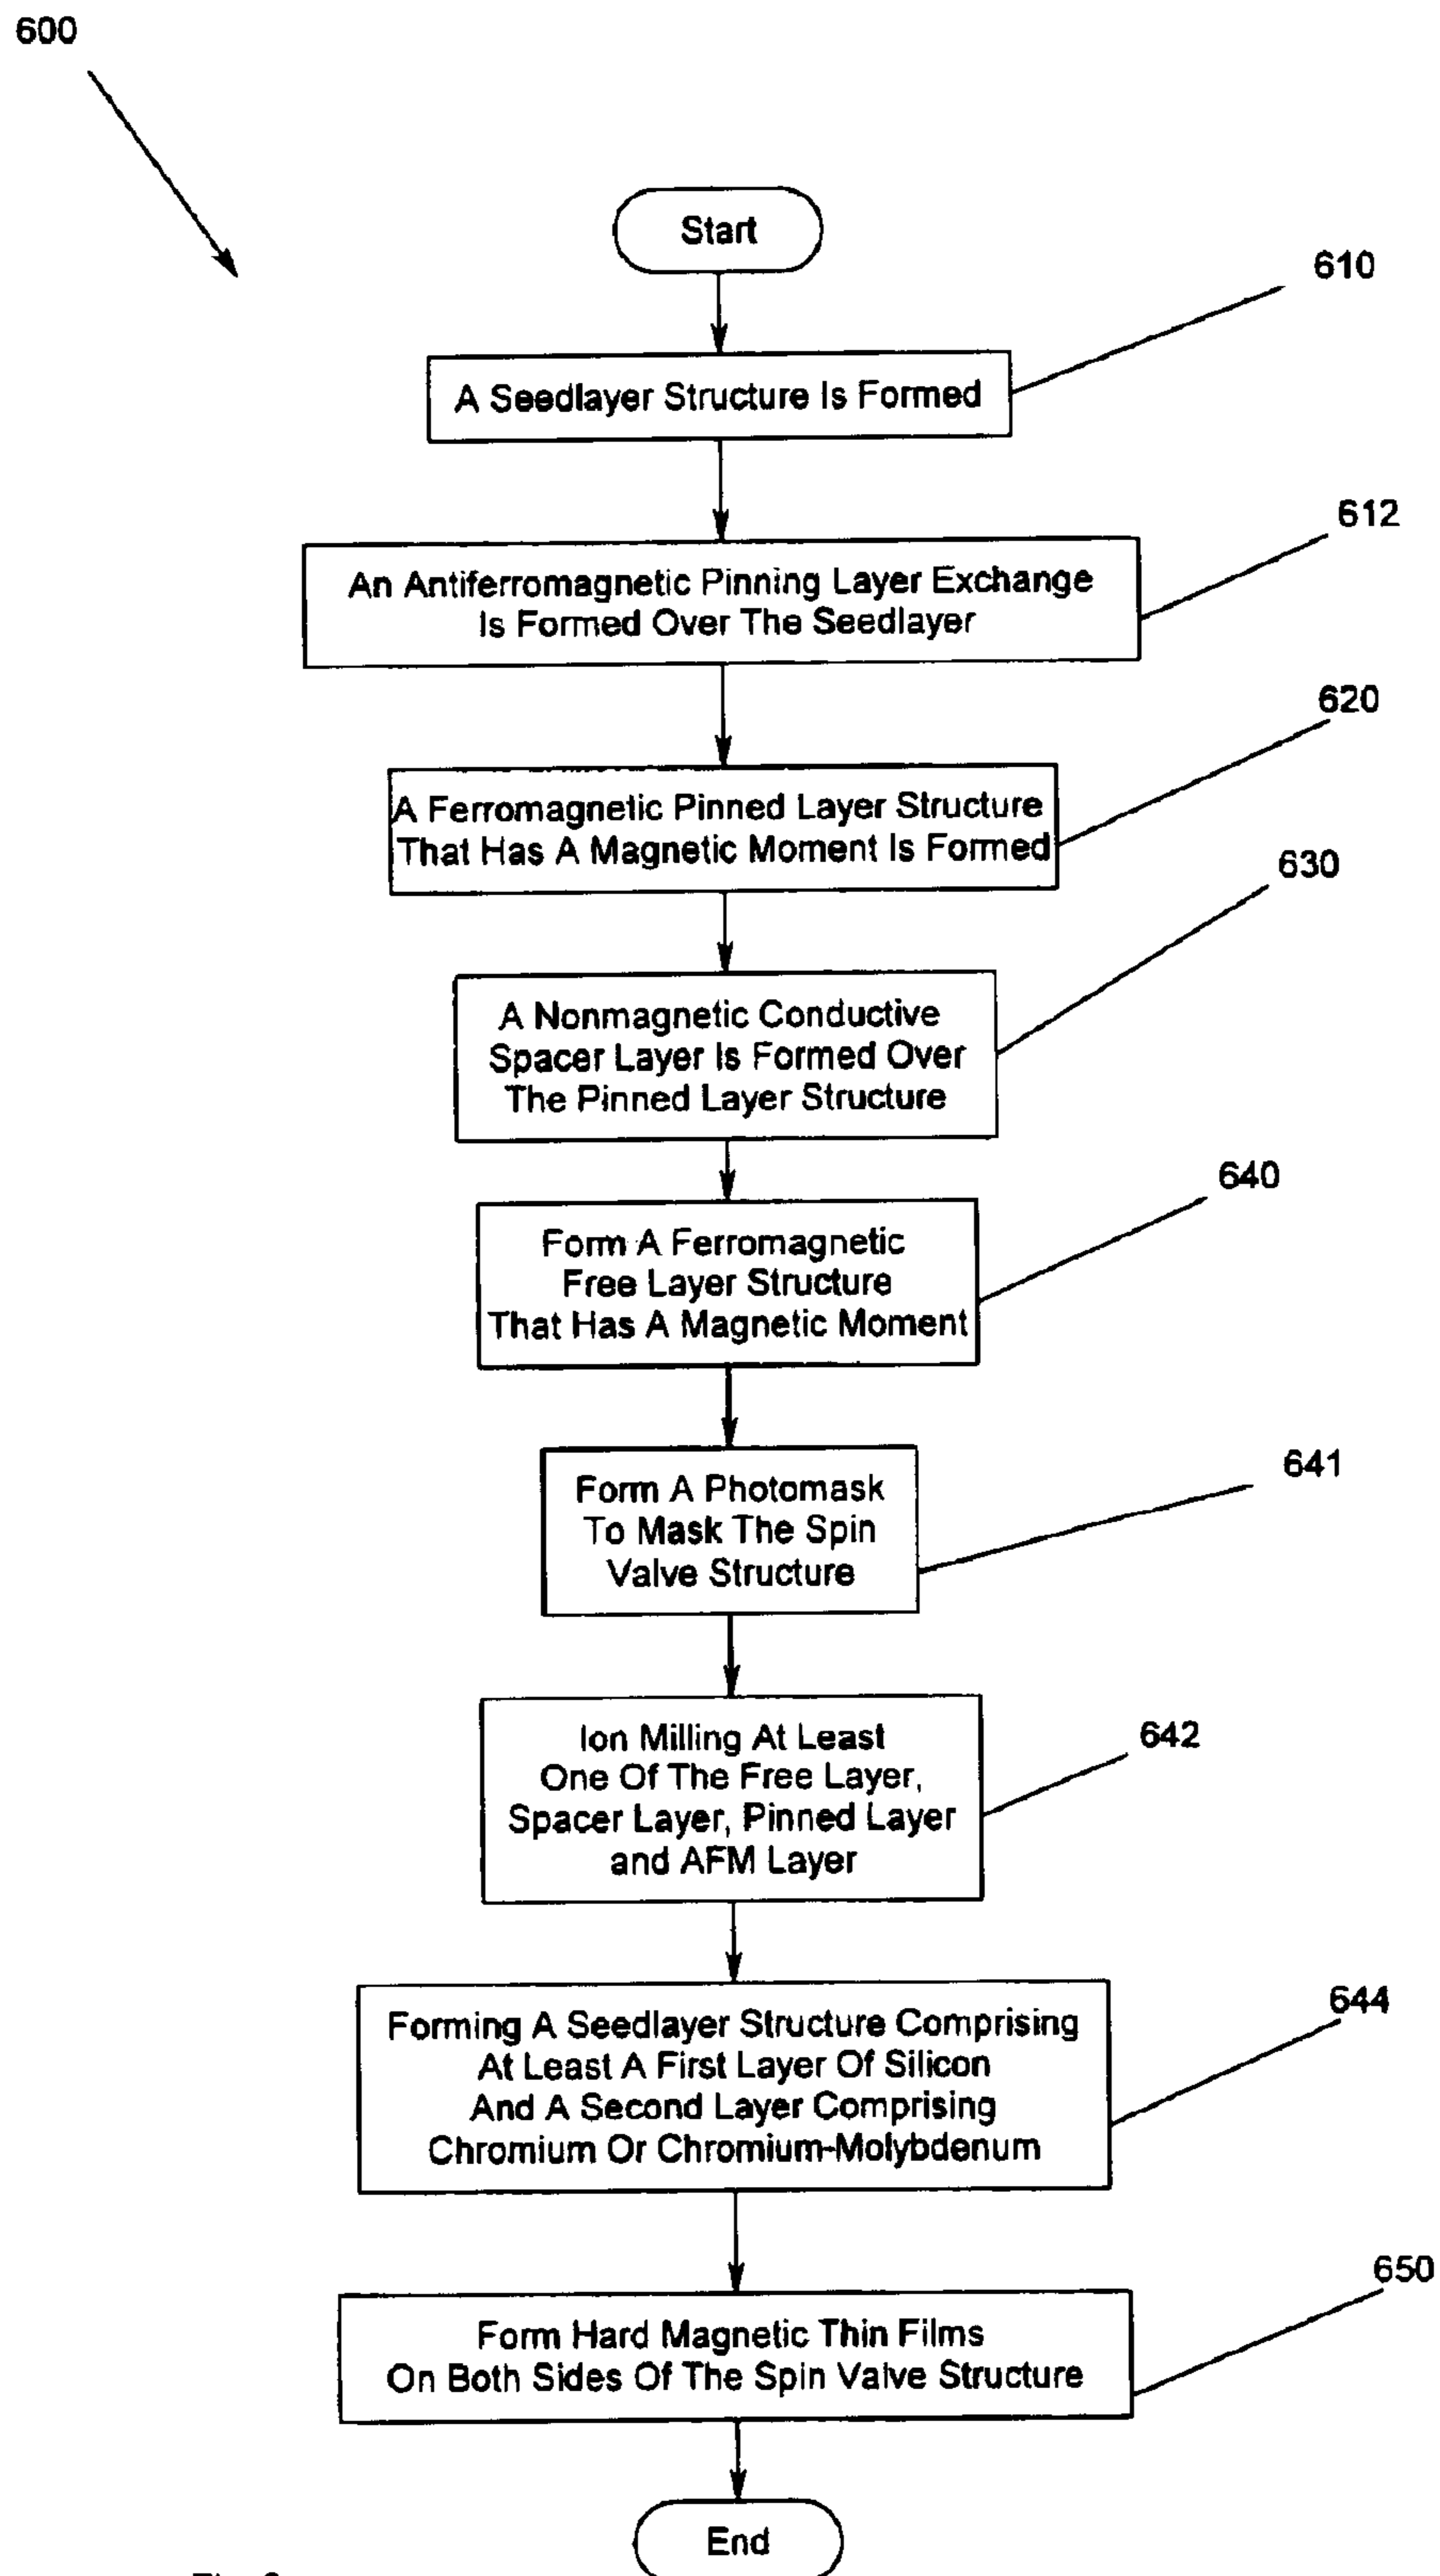 600
Start
610
A Seedlayer Structure Is Formed
612
An Antiferromagnetic Pinning Layer Exchange
Is Formed Over The Seedlayer
620
A Ferromagnetic Pinned Layer Structure
That Has A Magnetic Moment Is Formed
630
A Nonmagnetic Conductive
Spacer Layer Is Formed Over
The Pinned Layer Structure
640
Form A Ferromagnetic
Free Layer Structure
That Has A Magnetic Moment
641
Form A Photomask
To Mask The Spin
Valve Structure
642
Ion Milling At Least
One Of The Free Layer,
Spacer Layer, Pinned Layer
and AFM Layer
644
Forming A Seedlayer Structure Comprising
At Least A First Layer Of Silicon
And A Second Layer Comprising
Chromium Or Chromium-Molybdenum
650
Form Hard Magnetic Thin Films
On Both Sides Of The Spin Valve Structure
End